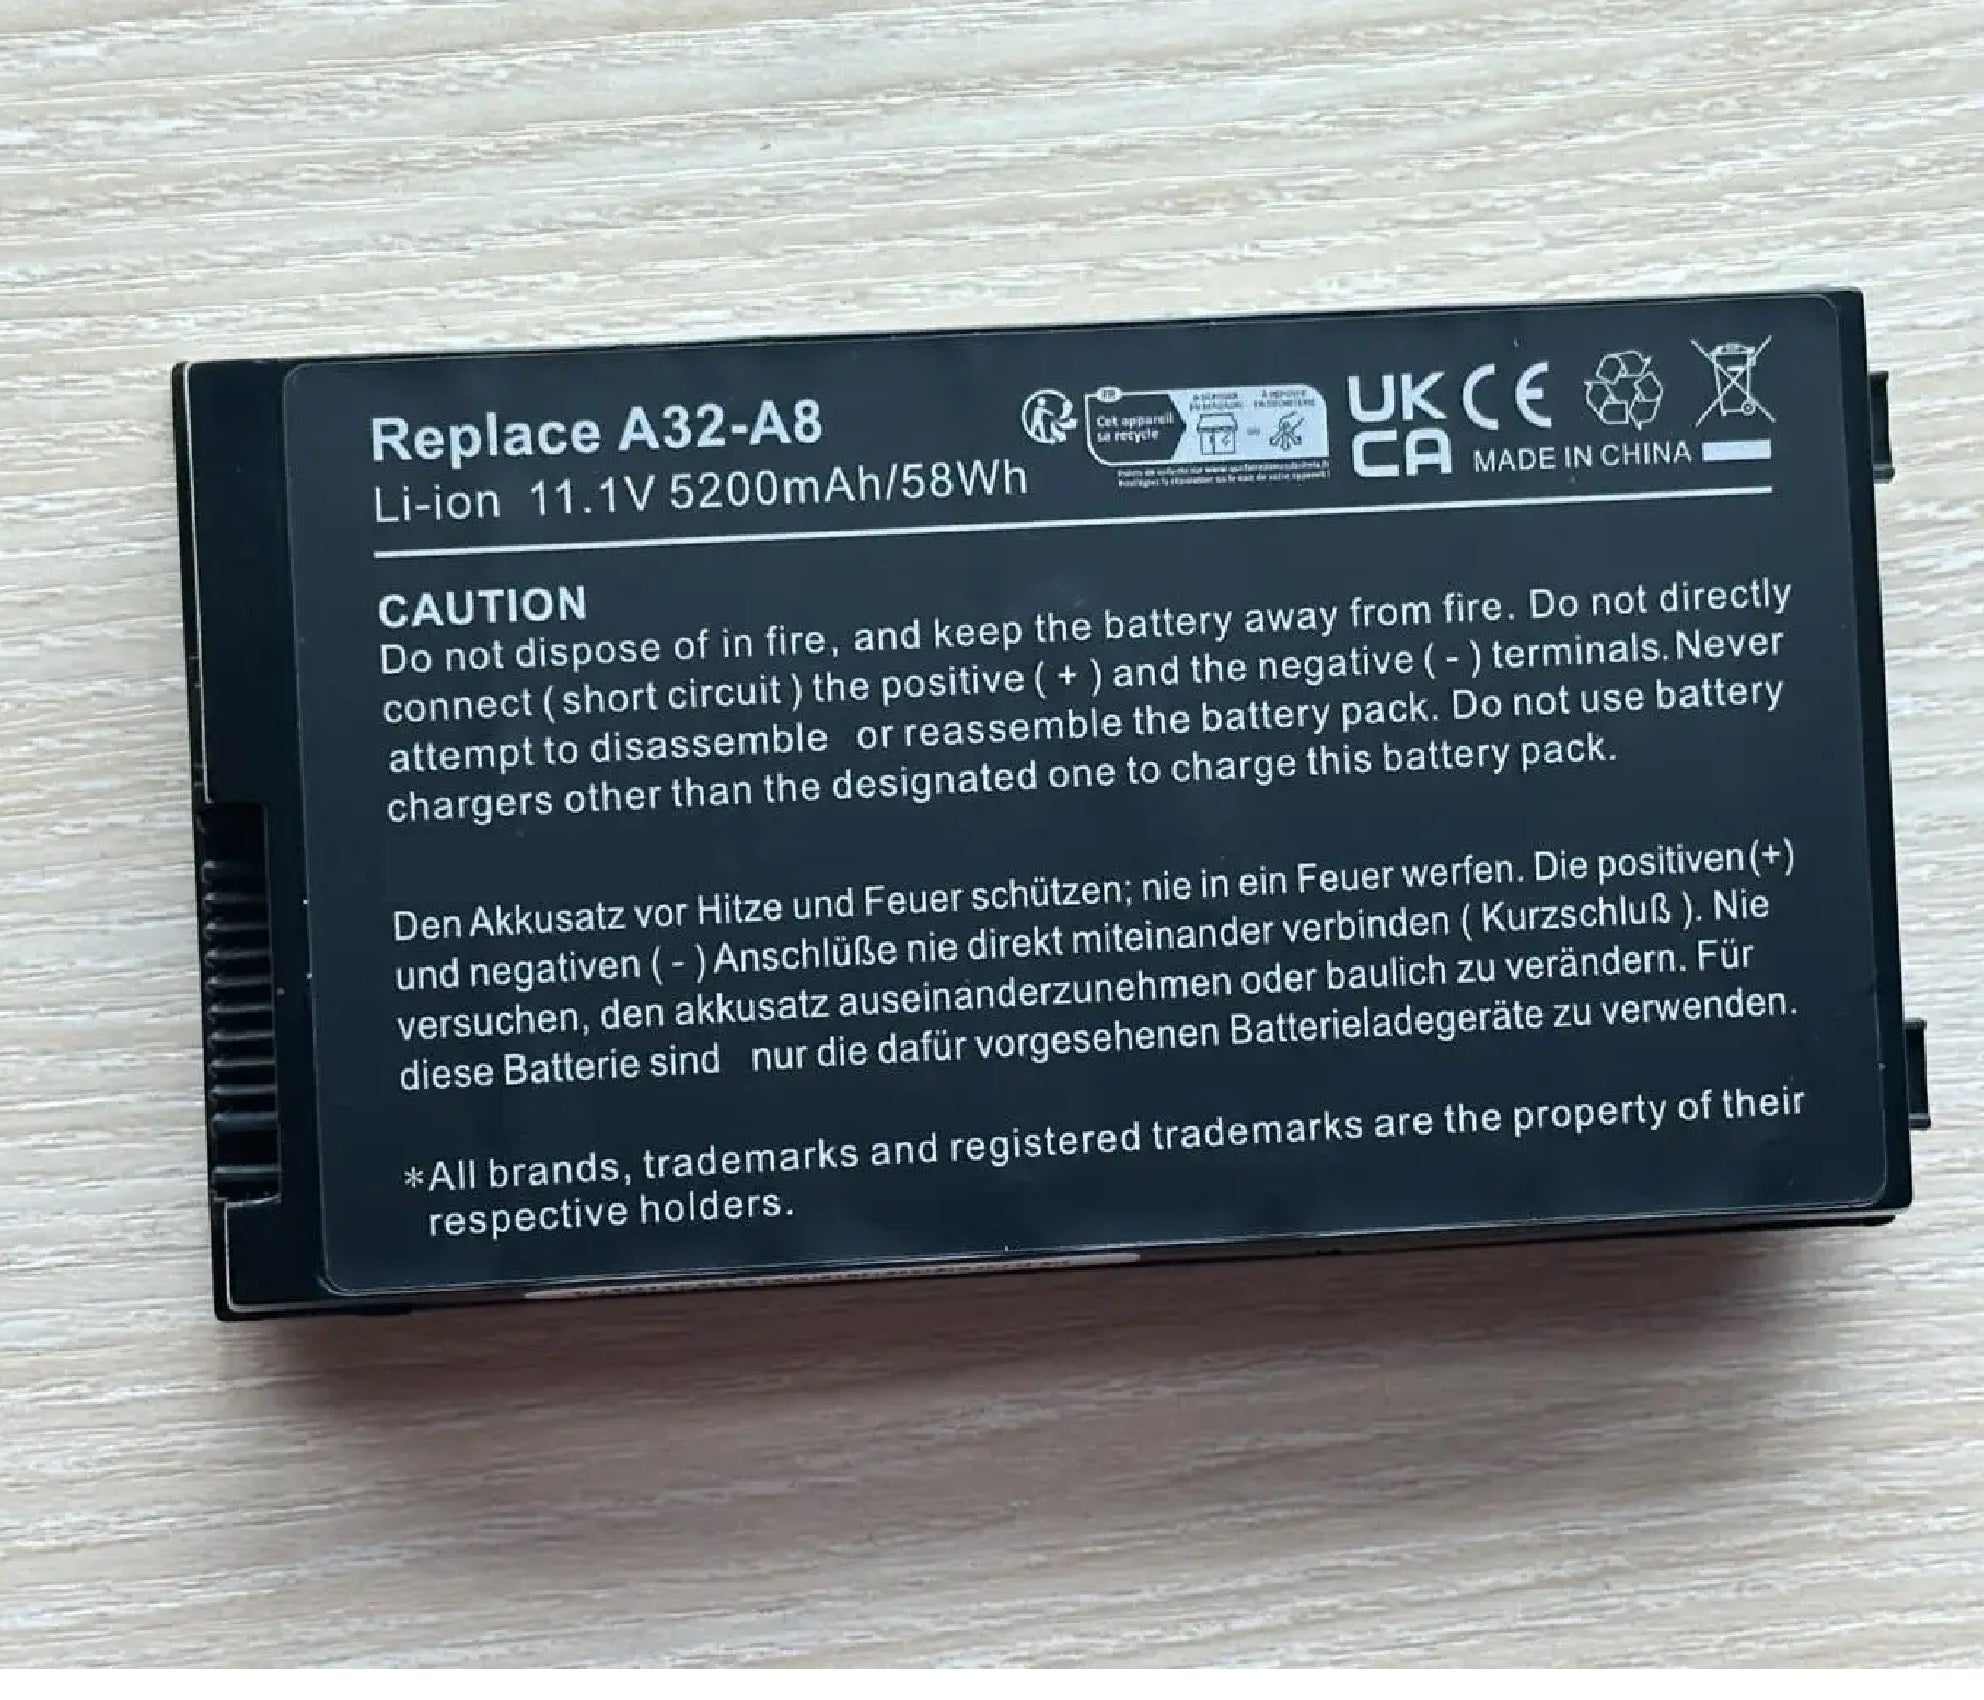 Replace A32-A8
Li-ion 11.1V 5200mAh/58Wh
FR
Cet appareil
se recycle
UK
CA
CE
MADE IN CHINA
CAUTION
Do not dispose of in fire, and keep the battery away from fire. Do not directly
connect ( short circuit ) the positive ( + ) and the negative ( - ) terminals. Never
attempt to disassemble or reassemble the battery pack. Do not use battery
chargers other than the designated one to charge this battery pack.
Den Akkusatz vor Hitze und Feuer schützen; nie in ein Feuer werfen. Die positiven (+)
und negativen ( - ) Anschlüße nie direkt miteinander verbinden ( Kurzschluß ). Nie
versuchen, den akkusatz auseinanderzunehmen oder baulich zu verändern. Für
diese Batterie sind nur die dafür vorgesehenen Batterieladegeräte zu verwenden.
*All brands, trademarks and registered trademarks are the property of their
respective holders.